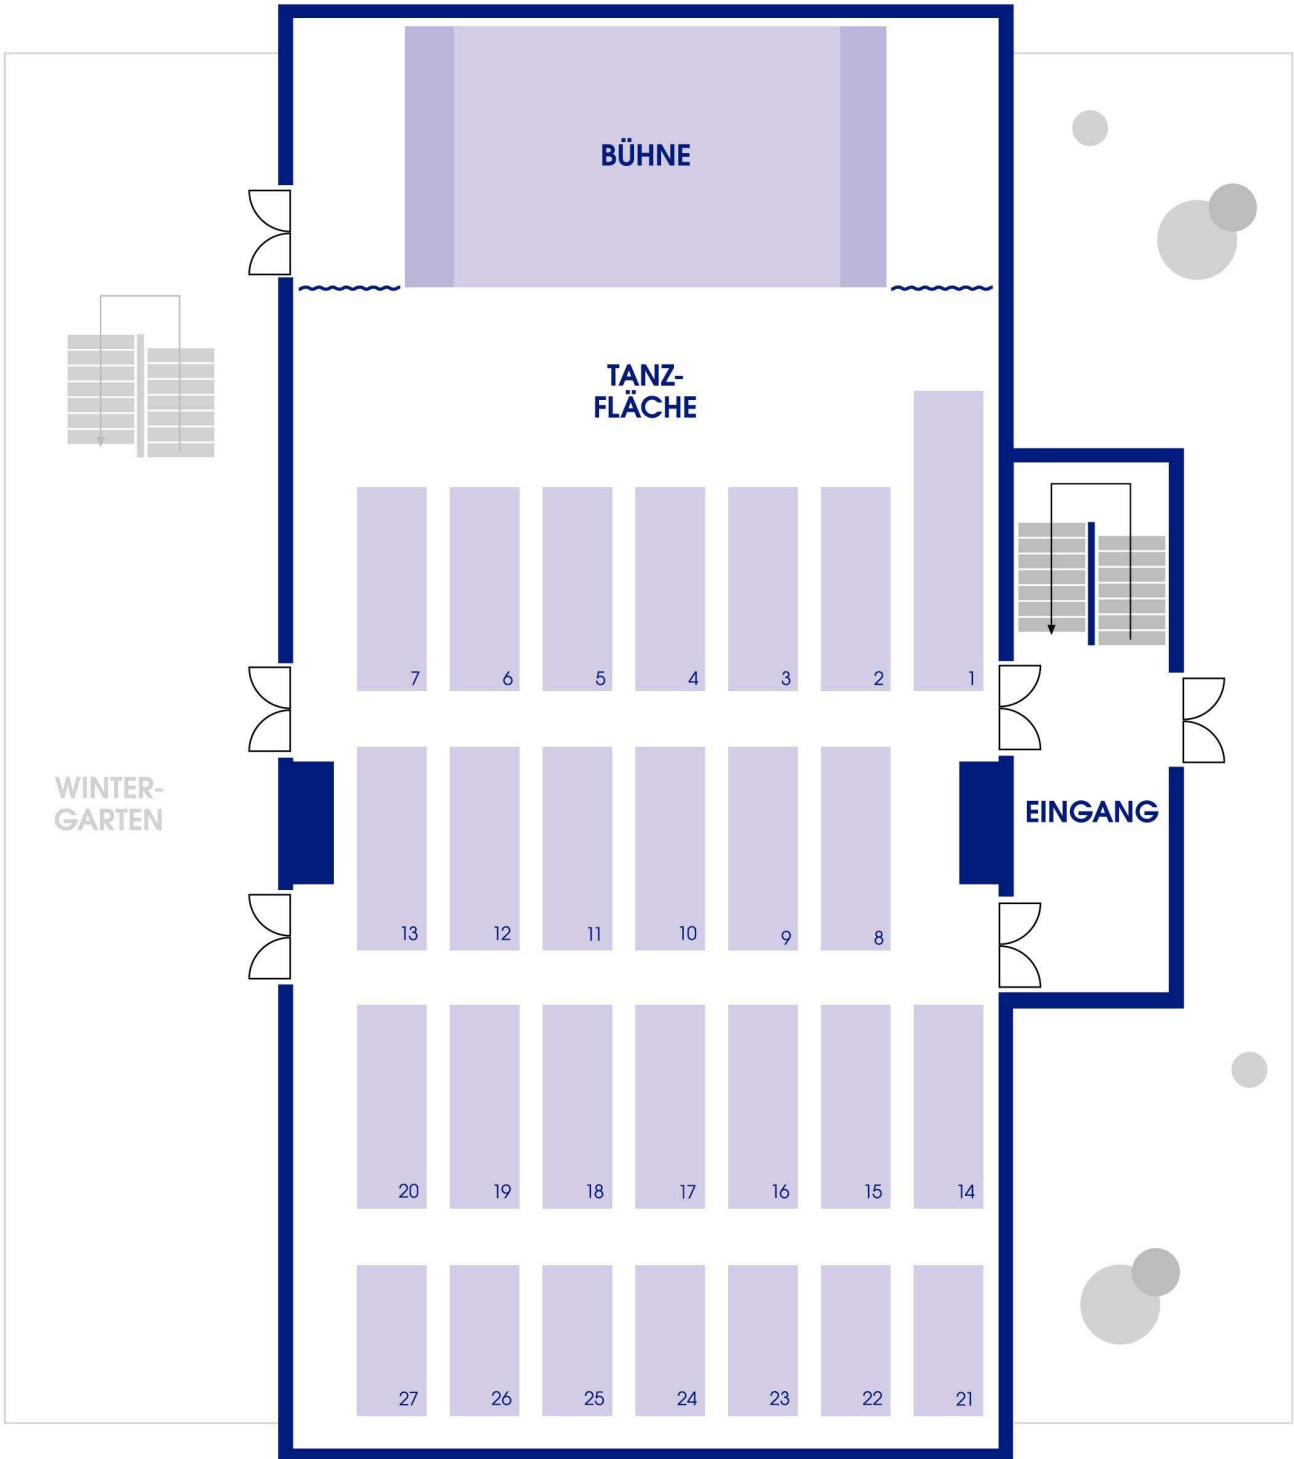 BÜHNE
TANZ-
FLÄCHE
7 6 5 4 3 2 1
WINTER-
GARTEN
EINGANG
13 12 11 10 9 8
20 19 18 17 16 15 14
27 26 25 24 23 22 21